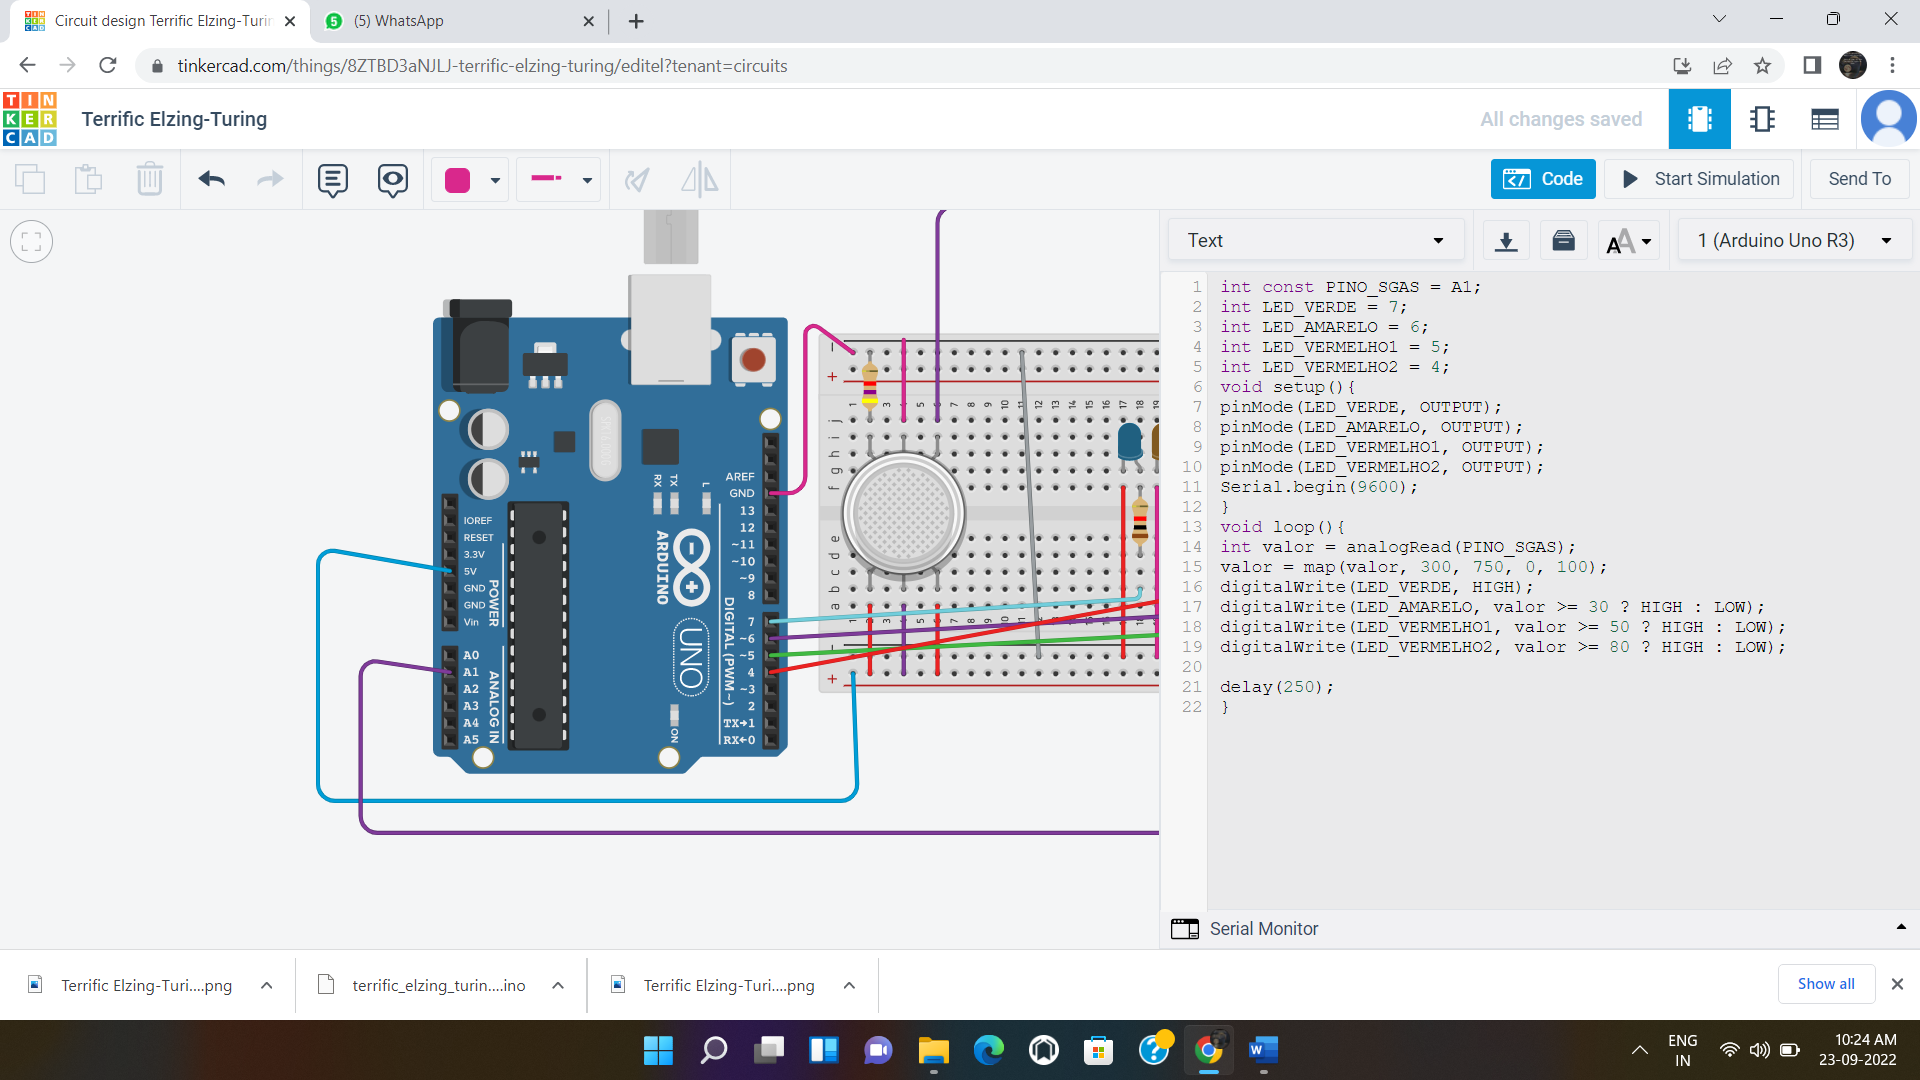 Circuit design Terrific Elzing-Turin
(5) WhatsApp
tinkercad.com/things/8ZTBD3aNJLJ-terrific-elzing-turing/editel?tenant=circuits
TIN
KER
CAD
Terrific Elzing-Turing
All changes saved
Code
Start Simulation
Send To
Text
1 (Arduino Uno R3)
1 int const PINO_SGAS = A1;
2 int LED_VERDE = 7;
3 int LED_AMARELO = 6;
4 int LED_VERMELHO1 = 5;
5 int LED_VERMELHO2 = 4;
6 void setup(){
7 pinMode(LED_VERDE, OUTPUT);
8 pinMode(LED_AMARELO, OUTPUT);
9 pinMode(LED_VERMELHO1, OUTPUT);
10 pinMode(LED_VERMELHO2, OUTPUT);
11 Serial.begin(9600);
12 }
13 void loop(){
14 int valor = analogRead(PINO_SGAS);
15 valor = map(valor, 300, 750, 0, 100);
16 digitalWrite(LED_VERDE, HIGH);
17 digitalWrite(LED_AMARELO, valor >= 30 ? HIGH : LOW);
18 digitalWrite(LED_VERMELHO1, valor >= 50 ? HIGH : LOW);
19 digitalWrite(LED_VERMELHO2, valor >= 80 ? HIGH : LOW);
20
21 delay(250);
22 }
AREF
GND
13
12
~11
~10
~9
8
7
~6
~5
4
~3
2
TX→1
RX←0
DIGITAL (PWM~)
RX
TX
L
ARDUINO
UNO
ON
IOREF
RESET
3.3V
5V
GND
GND
Vin
POWER
A0
A1
A2
A3
A4
A5
ANALOG IN
Serial Monitor
Terrific Elzing-Turi....png
terrific_elzing_turin....ino
Terrific Elzing-Turi....png
Show all
ENG
IN
10:24 AM
23-09-2022